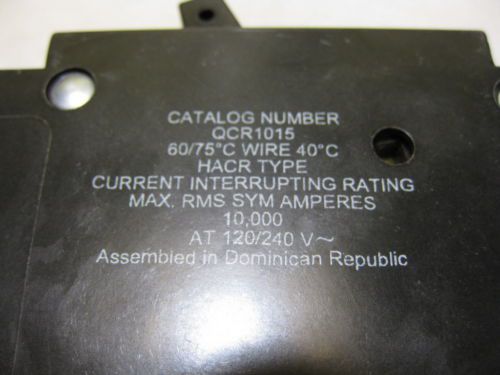 CATALOG NUMBER
QCR1015
60/75°C WIRE 40°C
HACR TYPE
CURRENT INTERRUPTING RATING
MAX. RMS SYM AMPERES
10,000
AT 120/240 V~
Assembled in Dominican Republic